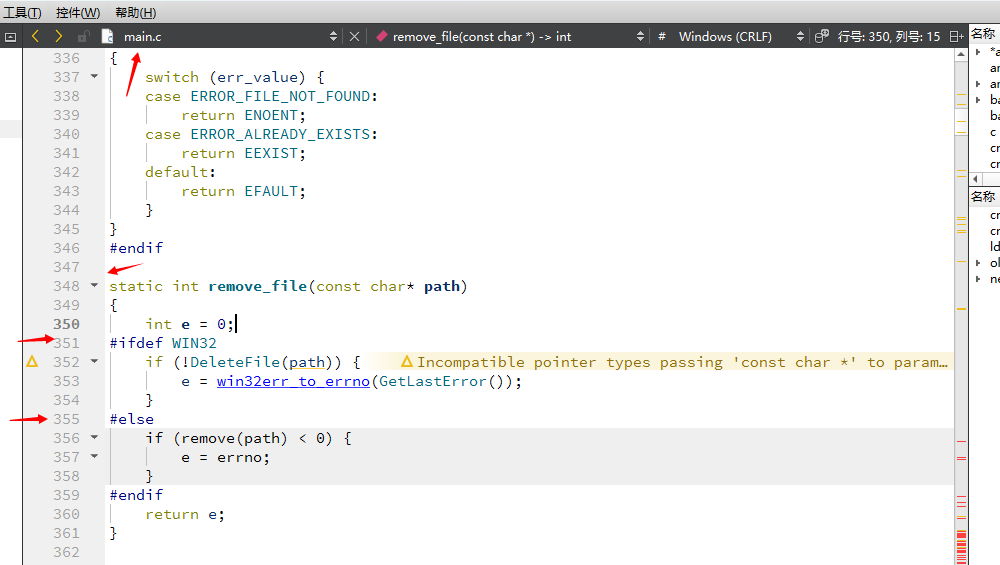 工具(T) 控件(W) 帮助(H)
main.c remove_file(const char *) -> int # Windows (CRLF) 行号: 350, 列号: 15
名称
336 {
337 switch (err_value) {
338 case ERROR_FILE_NOT_FOUND:
339 return ENOENT;
340 case ERROR_ALREADY_EXISTS:
341 return EEXIST;
342 default:
343 return EFAULT;
344 }
345 }
346 #endif
347
348 static int remove_file(const char* path)
349 {
350 int e = 0;
351 #ifdef WIN32
352 if (!DeleteFile(path)) { Incompatible pointer types passing 'const char *' to param…
353 e = win32err_to_errno(GetLastError());
354 }
355 #else
356 if (remove(path) < 0) {
357 e = errno;
358 }
359 #endif
360 return e;
361 }
362
*a
ar
ar
ba
ba
c
cr
cr
名称
cr
cr
ld
ol
ne